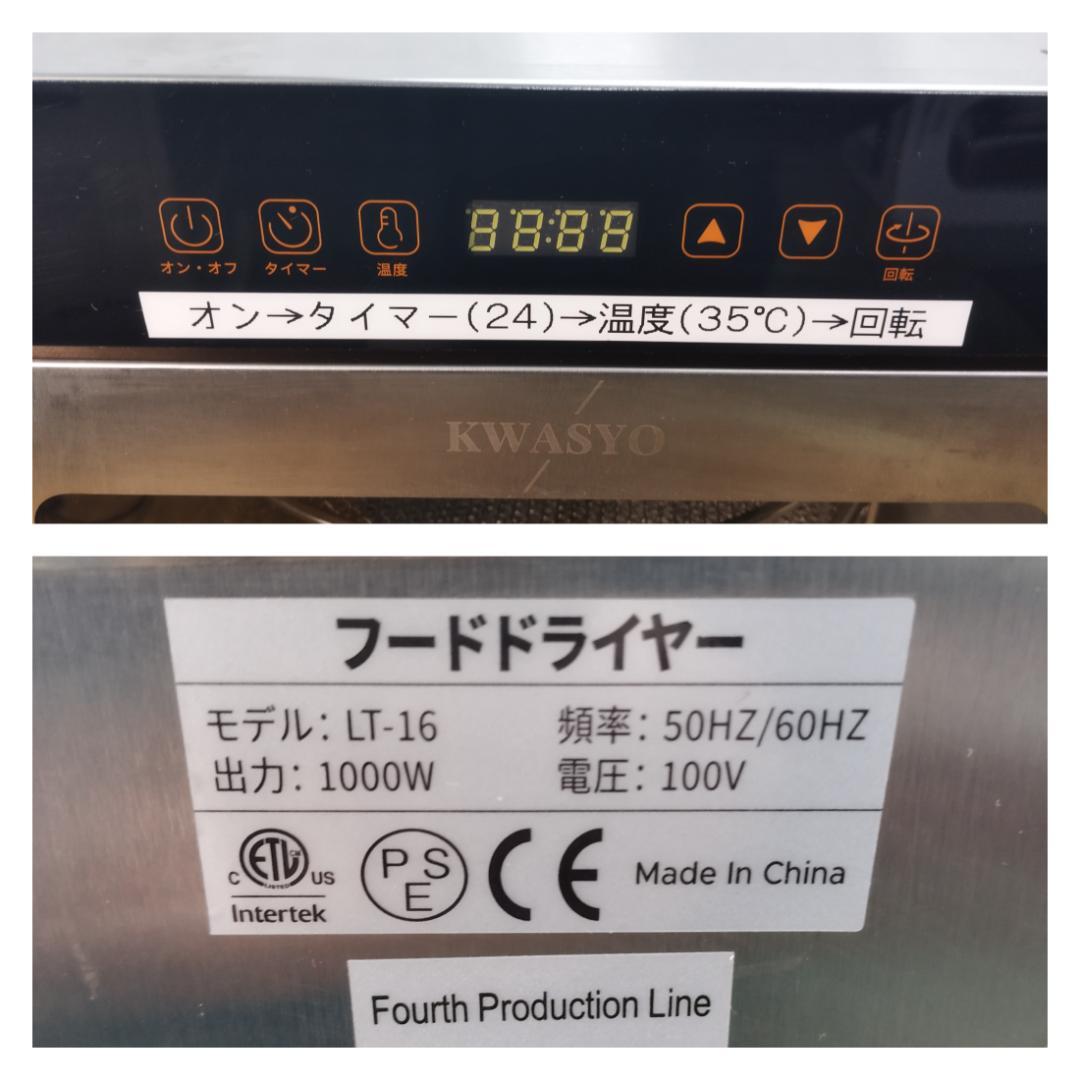 88:88
オン・オフ
タイマー
温度
回転
オン→タイマー(24)→温度(35℃)→回転
KWASYO
フードドライヤー
モデル: LT-16
頻率: 50HZ/60HZ
出力: 1000W
電圧: 100V
C ETL CM LISTED US
Intertek
PSE
CE
Made In China
Fourth Production Line